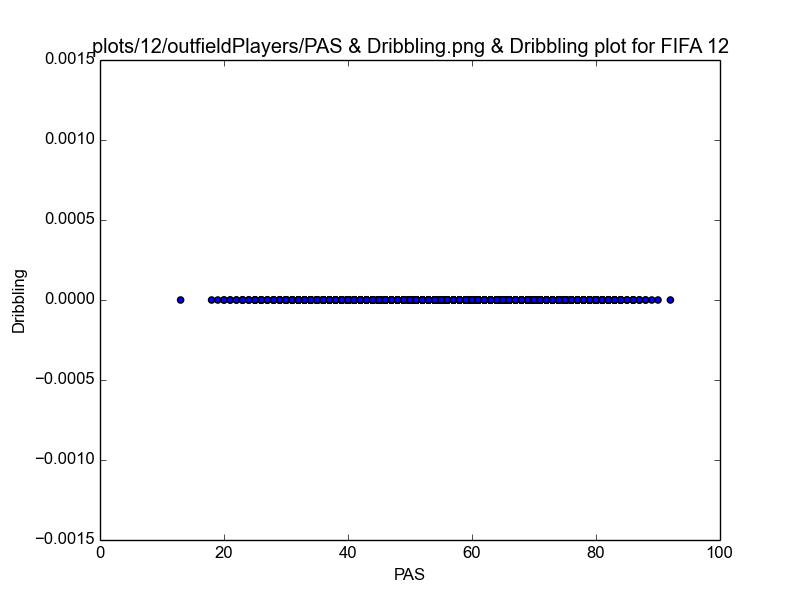 plots/12/outfieldPlayers/PAS & Dribbling.png & Dribbling plot for FIFA 12
0.0015
0.0010
0.0005
0.0000
−0.0005
−0.0010
−0.0015
Dribbling
0 20 40 60 80 100
PAS